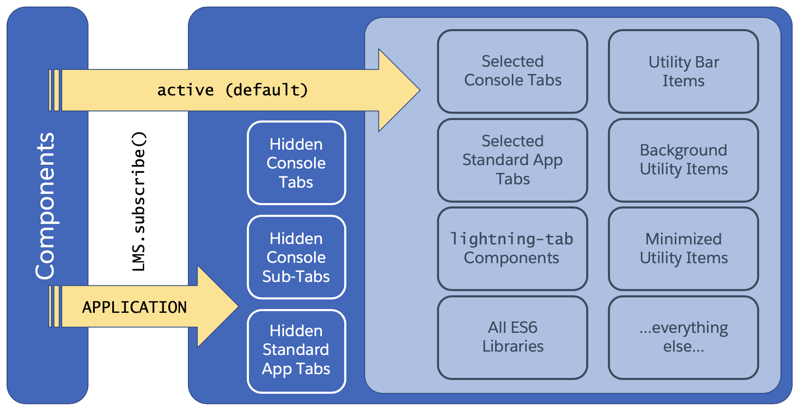 Components
LMS.subscribe()
active (default)
APPLICATION
Hidden
Console
Tabs
Hidden
Console
Sub-Tabs
Hidden
Standard
App Tabs
Selected
Console Tabs
Utility Bar
Items
Selected
Standard App
Tabs
Background
Utility Items
lightning-tab
Components
Minimized
Utility Items
All ES6
Libraries
...everything
else...